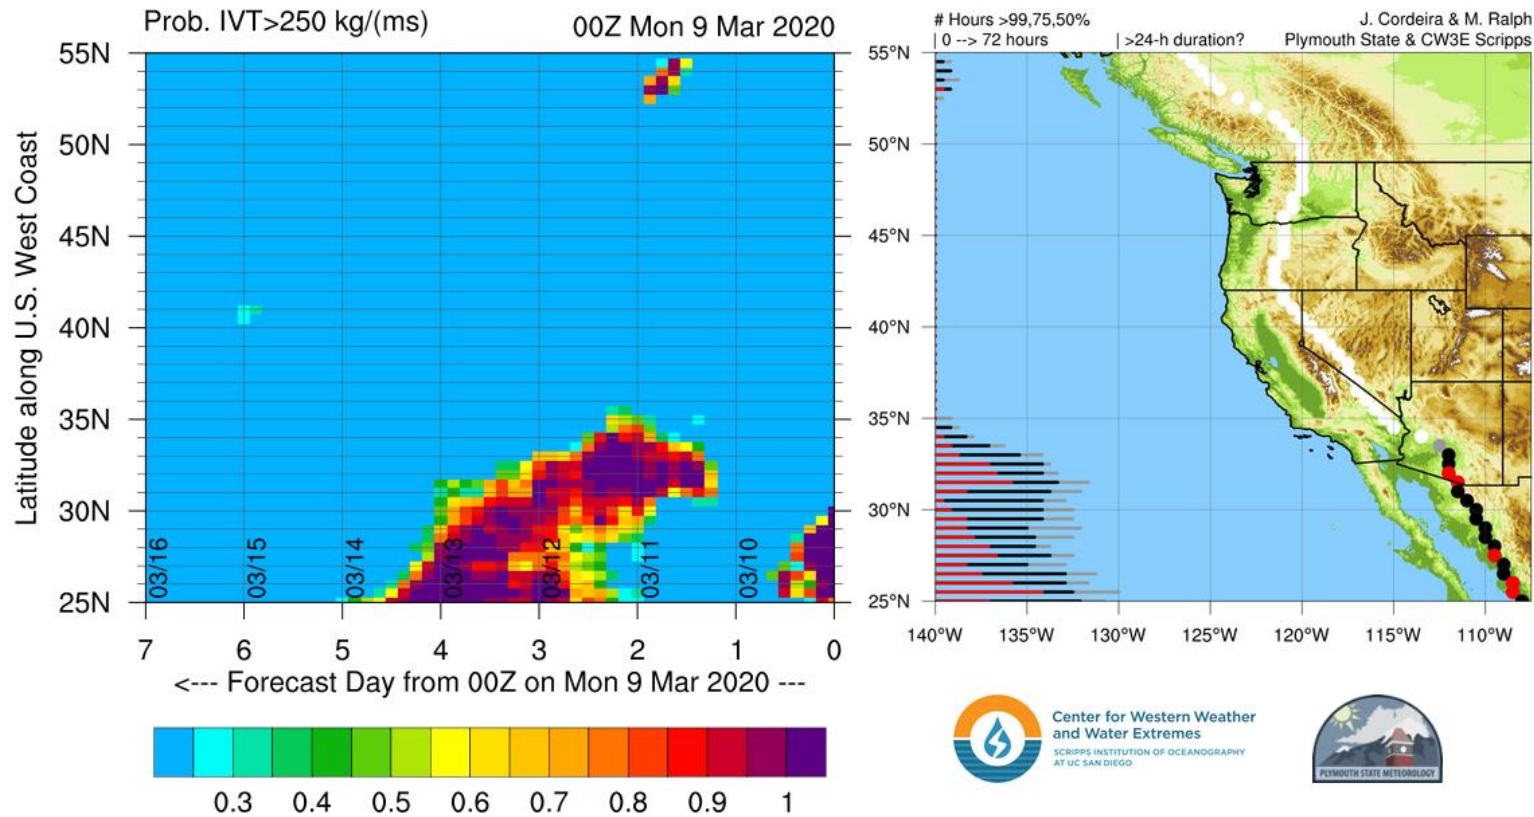 Prob. IVT>250 kg/(ms)
00Z Mon 9 Mar 2020
Latitude along U.S. West Coast
55N
50N
45N
40N
35N
30N
25N
03/16
03/15
03/14
03/13
03/12
03/11
03/10
7 6 5 4 3 2 1 0
<--- Forecast Day from 00Z on Mon 9 Mar 2020 ---
0.3 0.4 0.5 0.6 0.7 0.8 0.9 1
# Hours >99,75,50%
J. Cordeira & M. Ralph
| 0 --> 72 hours
| >24-h duration?
Plymouth State & CW3E Scripps
55°N
50°N
45°N
40°N
35°N
30°N
25°N
140°W 135°W 130°W 125°W 120°W 115°W 110°W
Center for Western Weather
and Water Extremes
SCRIPPS INSTITUTION OF OCEANOGRAPHY
AT UC SAN DIEGO
PLYMOUTH STATE METEOROLOGY